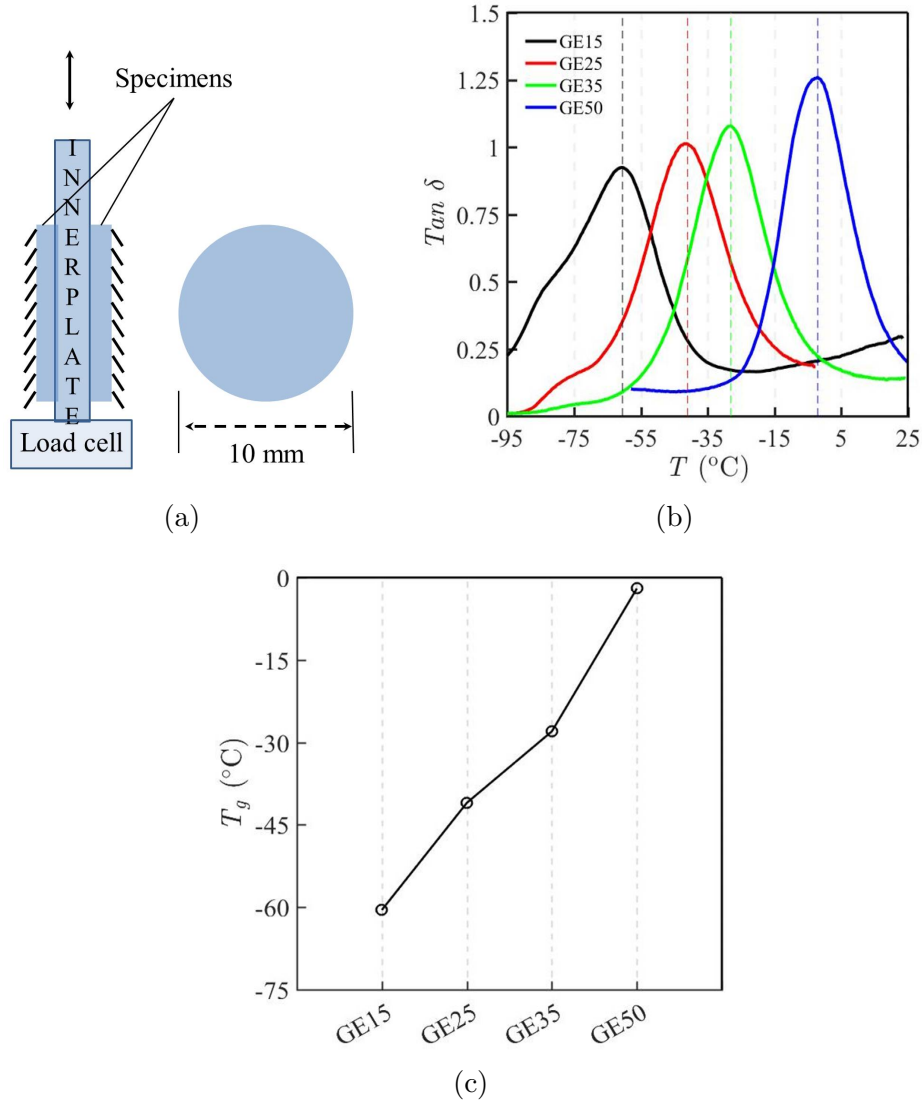 Specimens
INNERPLATE
Load cell
10 mm
(a)
1.5
1.25
1
0.75
0.5
0.25
0
Tan δ
GE15
GE25
GE35
GE50
-95 -75 -55 -35 -15 5 25
T (°C)
(b)
0
-15
-30
-45
-60
-75
T_g (°C)
GE15 GE25 GE35 GE50
(c)